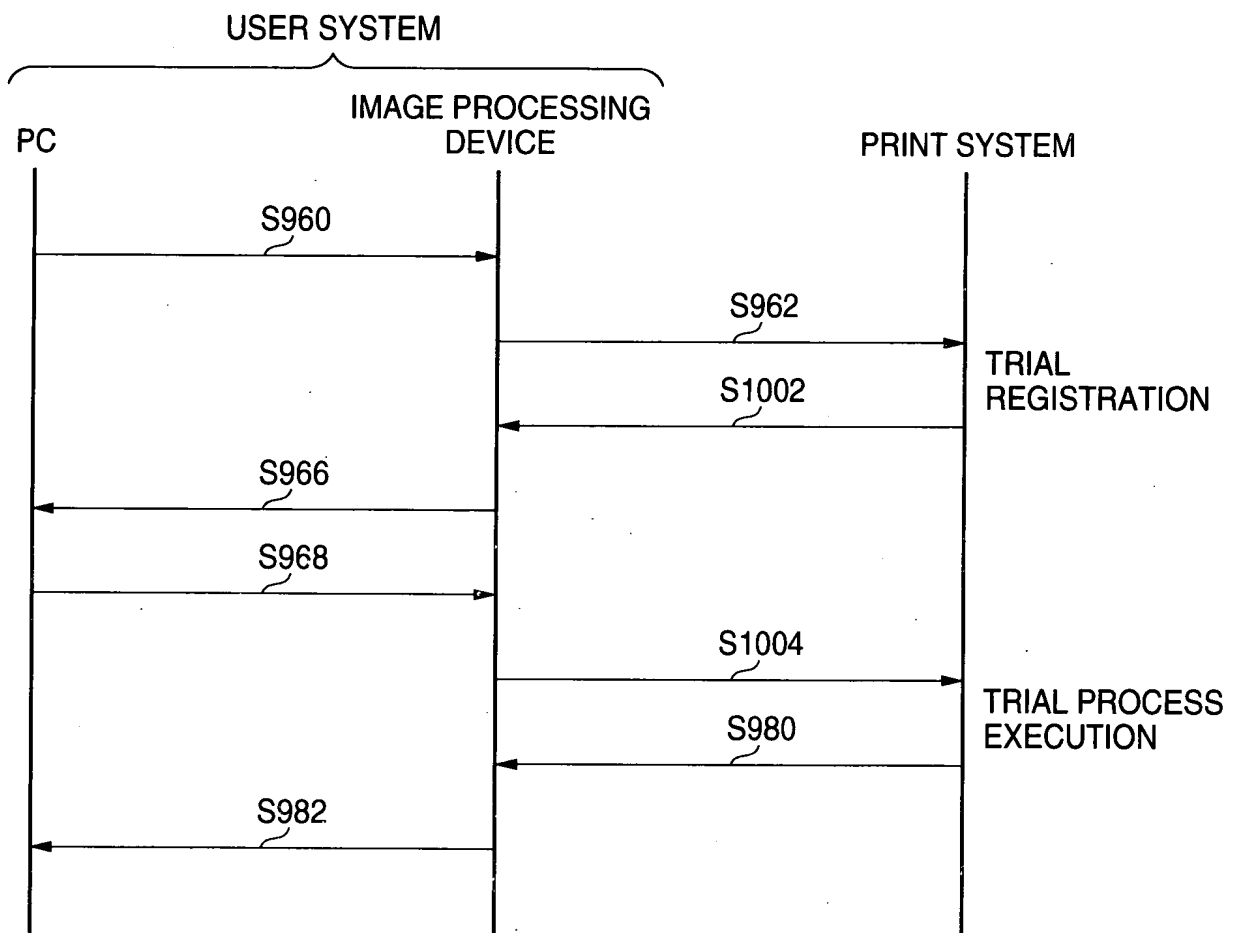 USER SYSTEM
PC
IMAGE PROCESSING
DEVICE
PRINT SYSTEM
S960
S962
TRIAL
REGISTRATION
S1002
S966
S968
S1004
TRIAL PROCESS
EXECUTION
S980
S982